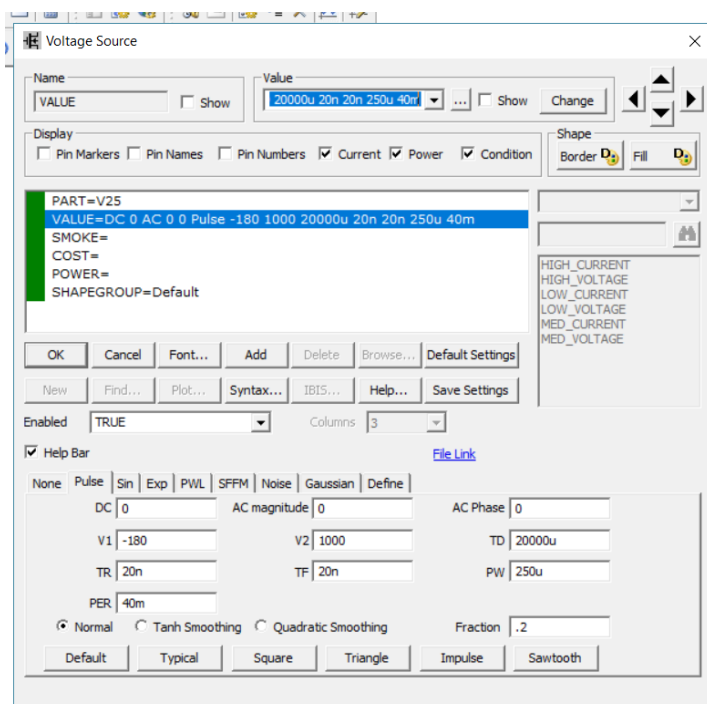 Voltage Source
Name
VALUE
Show
Value
20000u 20n 20n 250u 40m
...
Show
Change
Display
Pin Markers
Pin Names
Pin Numbers
Current
Power
Condition
Shape
Border
Fill
PART=V25
VALUE=DC 0 AC 0 0 Pulse -180 1000 20000u 20n 20n 250u 40m
SMOKE=
COST=
POWER=
SHAPEGROUP=Default
HIGH_CURRENT
HIGH_VOLTAGE
LOW_CURRENT
LOW_VOLTAGE
MED_CURRENT
MED_VOLTAGE
OK Cancel Font... Add Delete Browse... Default Settings
New Find... Plot... Syntax... IBIS... Help... Save Settings
Enabled TRUE Columns 3
Help Bar File Link
None Pulse Sin Exp PWL SFFM Noise Gaussian Define
DC 0 AC magnitude 0 AC Phase 0
V1 -180 V2 1000 TD 20000u
TR 20n TF 20n PW 250u
PER 40m
Normal Tanh Smoothing Quadratic Smoothing Fraction .2
Default Typical Square Triangle Impulse Sawtooth